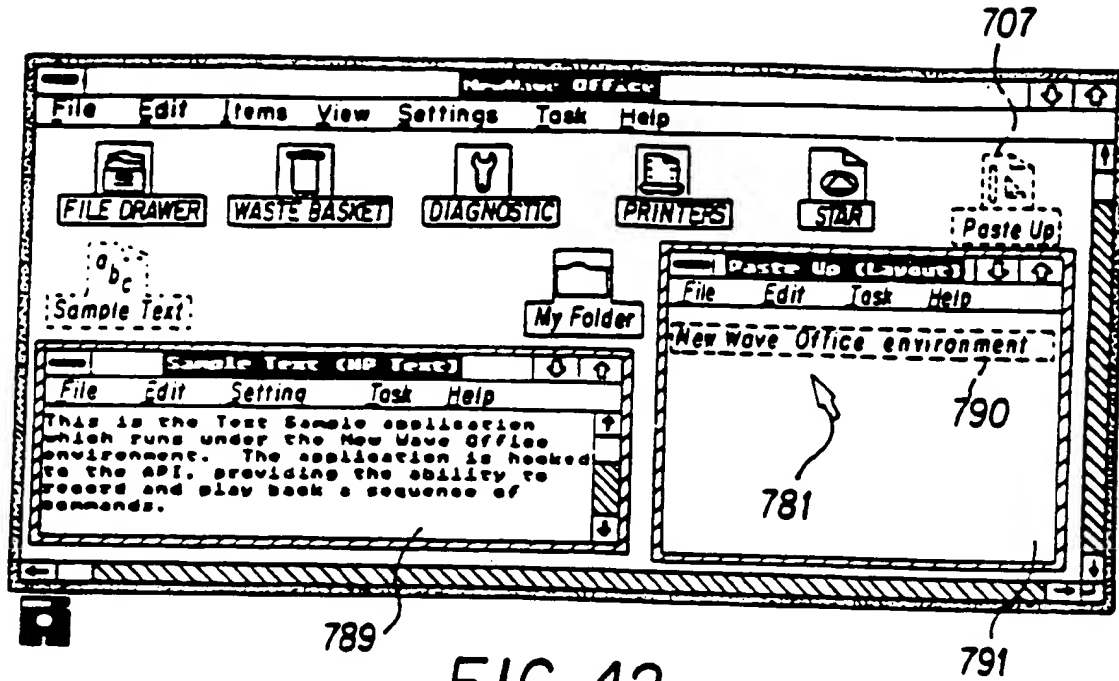 707
NewWave Office
File Edit Items View Settings Task Help
FILE DRAWER WASTE BASKET DIAGNOSTIC PRINTERS STAR Paste Up
abc
Sample Text
My Folder
Paste Up (Layout)
File Edit Task Help
New Wave Office environment
790
781
Sample Text (HP Text)
File Edit Setting Task Help
This is the Text Sample application
which runs under the New Wave Office
environment. The application is hooked
to the API, providing the ability to
record and play back a sequence of
commands.
789
791
FIG 42